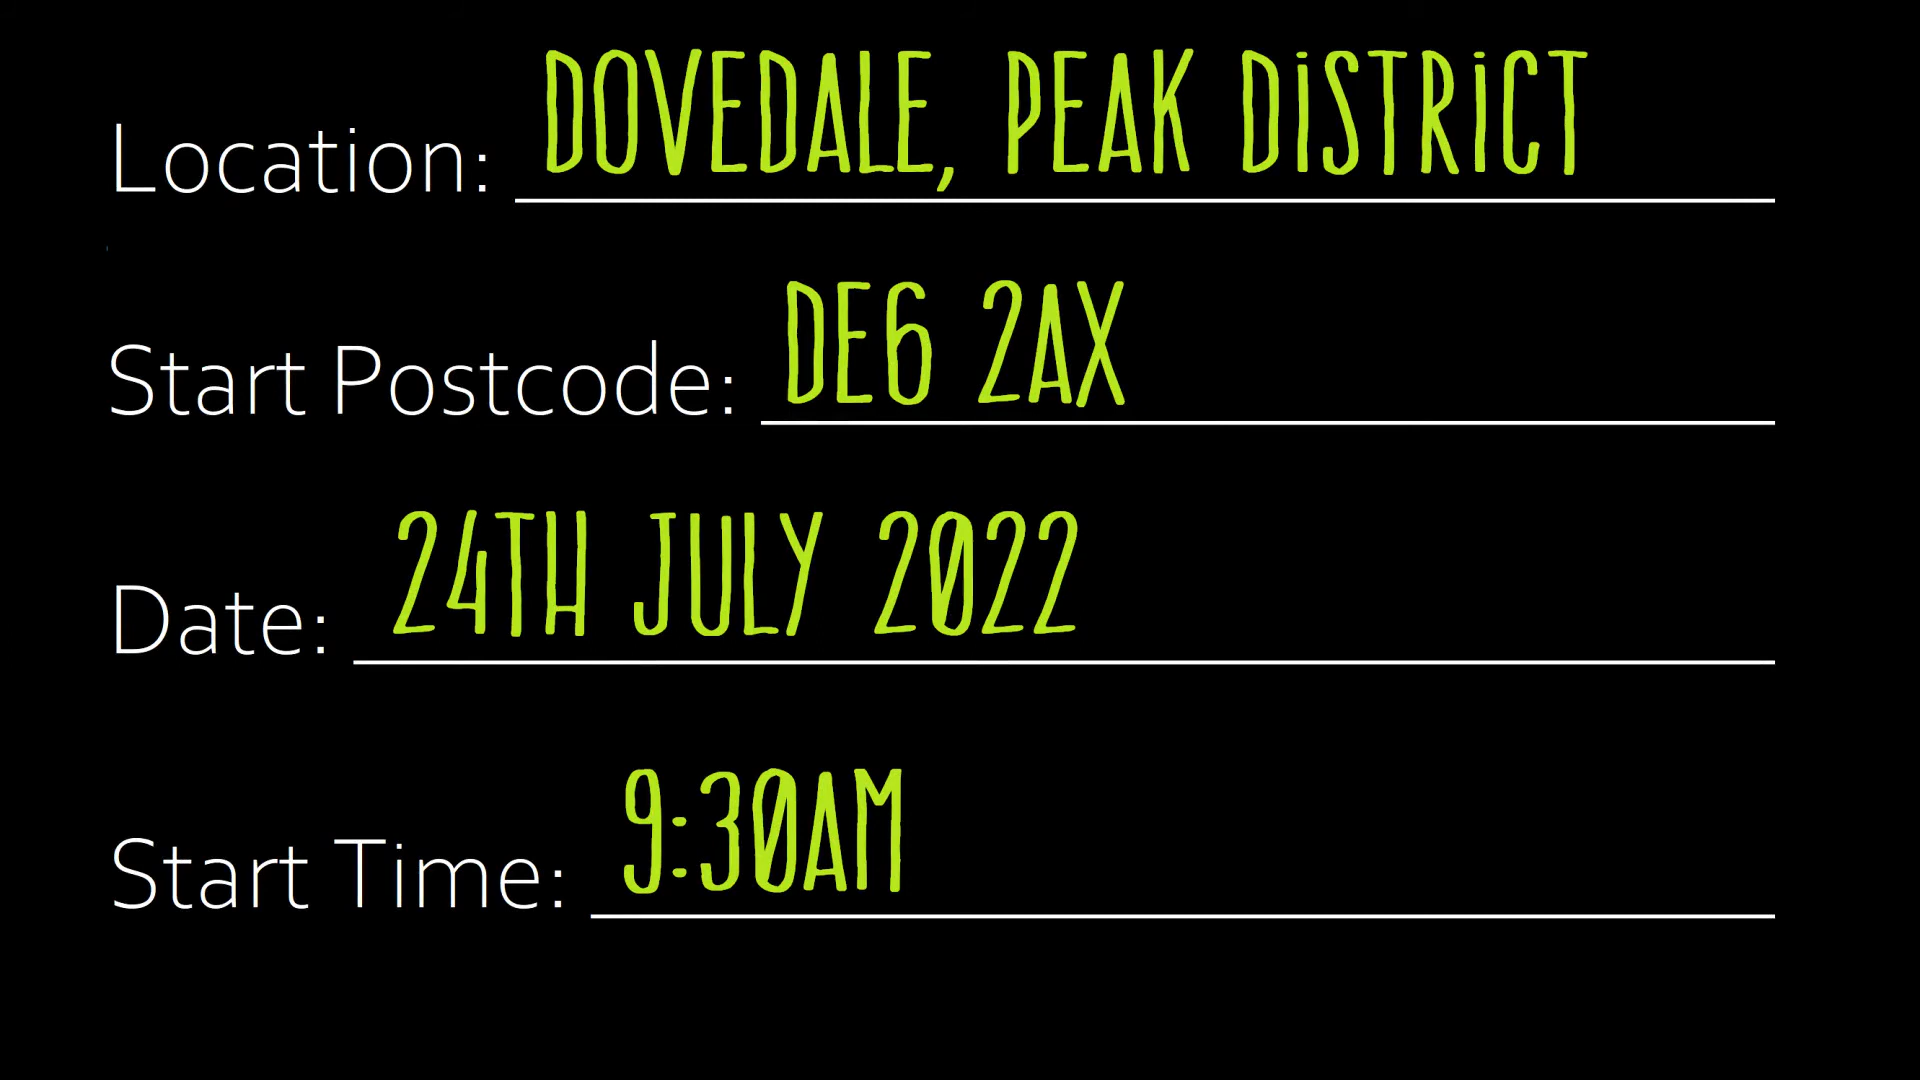 Location: DOVEDALE, PEAK DiSTRiCT
Start Postcode: DE6 2AX
Date: 24TH JULY 2022
Start Time: 9:30AM